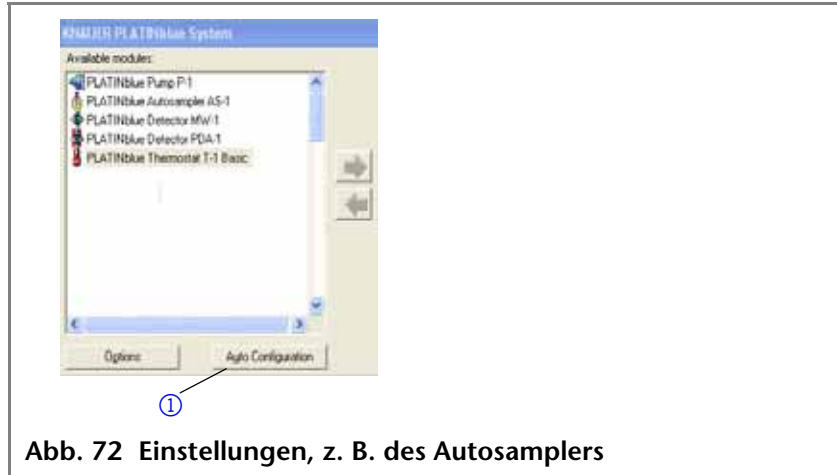 KNAUER PLATINblue System
Available modules:
PLATINblue Pump P-1
PLATINblue Autosampler AS-1
PLATINblue Detector MW-1
PLATINblue Detector PDA-1
PLATINblue Thermostat T-1 Basic
Options
Auto Configuration
①
Abb. 72 Einstellungen, z. B. des Autosamplers